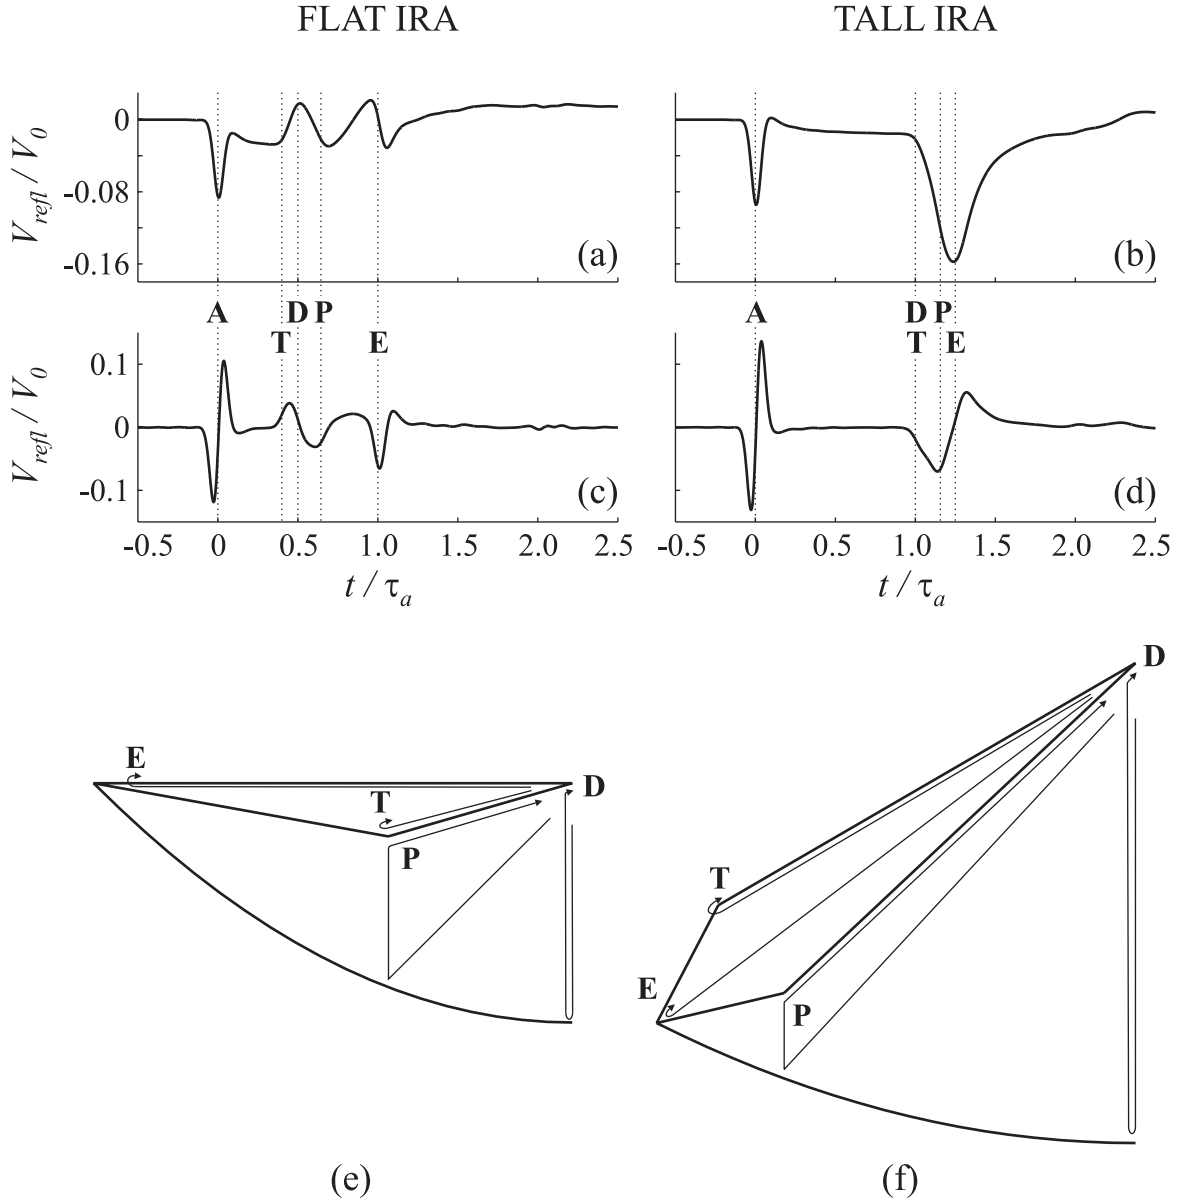 FLAT IRA
TALL IRA
V_refl / V_0
0
-0.08
-0.16
(a)
(b)
A
D
P
T
E
A
D
P
T
E
V_refl / V_0
0.1
0
-0.1
(c)
(d)
-0.5 0 0.5 1.0 1.5 2.0 2.5
-0.5 0 0.5 1.0 1.5 2.0 2.5
t / τ_a
t / τ_a
E
T
D
P
D
T
E
P
(e)
(f)